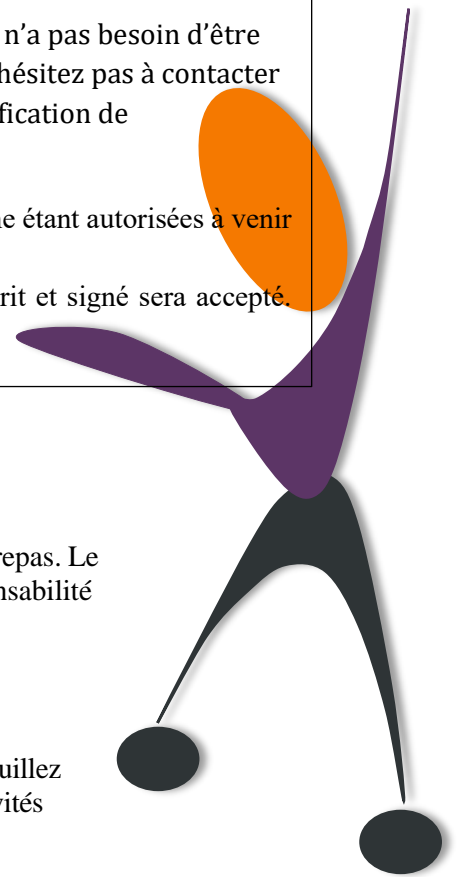 n’a pas besoin d’être
hésitez pas à contacter
fication de
e étant autorisées à venir
rit et signé sera accepté.
repas. Le
nsabilité
uillez
vités